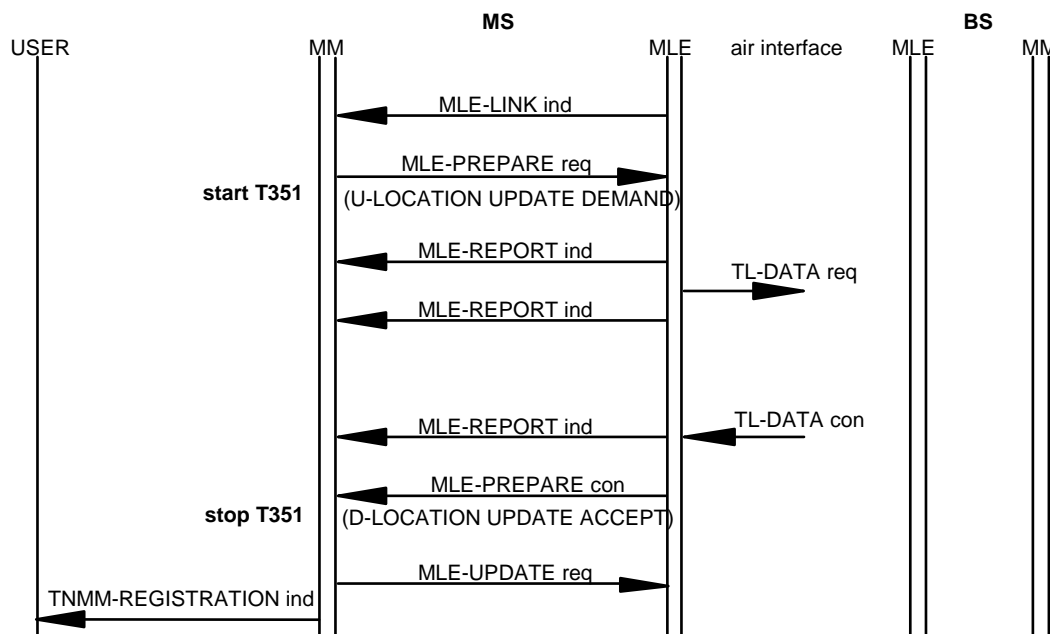 MS BS
USER MM MLE air interface MLE MM
MLE-LINK ind
MLE-PREPARE req
start T351
(U-LOCATION UPDATE DEMAND)
MLE-REPORT ind
TL-DATA req
MLE-REPORT ind
MLE-REPORT ind
TL-DATA con
MLE-PREPARE con
stop T351
(D-LOCATION UPDATE ACCEPT)
MLE-UPDATE req
TNMM-REGISTRATION ind